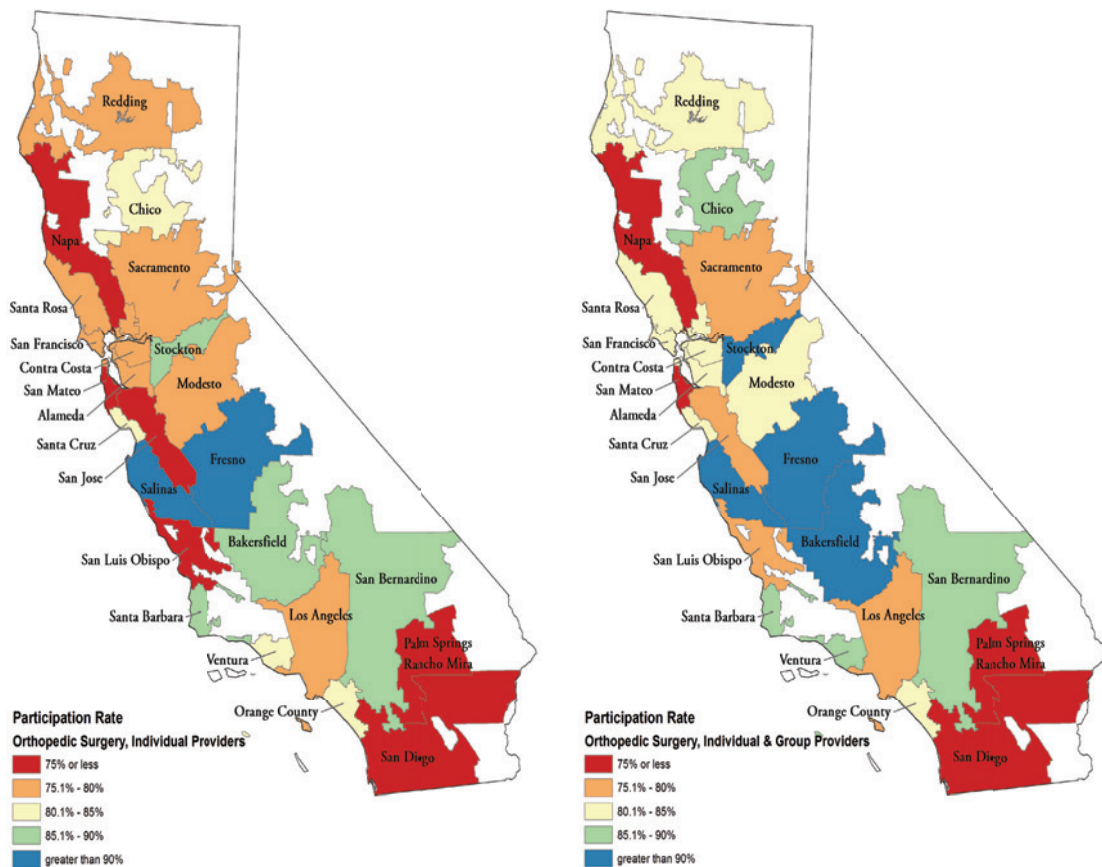 Redding
Chico
Napa
Sacramento
Santa Rosa
San Francisco
Stockton
Contra Costa
San Mateo
Modesto
Alameda
Santa Cruz
Fresno
San Jose
Salinas
Bakersfield
San Luis Obispo
San Bernardino
Santa Barbara
Los Angeles
Palm Springs
Rancho Mira
Ventura
Orange County
San Diego
Participation Rate
Orthopedic Surgery, Individual Providers
75% or less
75.1% - 80%
80.1% - 85%
85.1% - 90%
greater than 90%
Redding
Chico
Napa
Sacramento
Santa Rosa
San Francisco
Stockton
Contra Costa
San Mateo
Modesto
Alameda
Santa Cruz
Fresno
San Jose
Salinas
Bakersfield
San Luis Obispo
San Bernardino
Santa Barbara
Los Angeles
Palm Springs
Rancho Mira
Ventura
Orange County
San Diego
Participation Rate
Orthopedic Surgery, Individual & Group Providers
75% or less
75.1% - 80%
80.1% - 85%
85.1% - 90%
greater than 90%